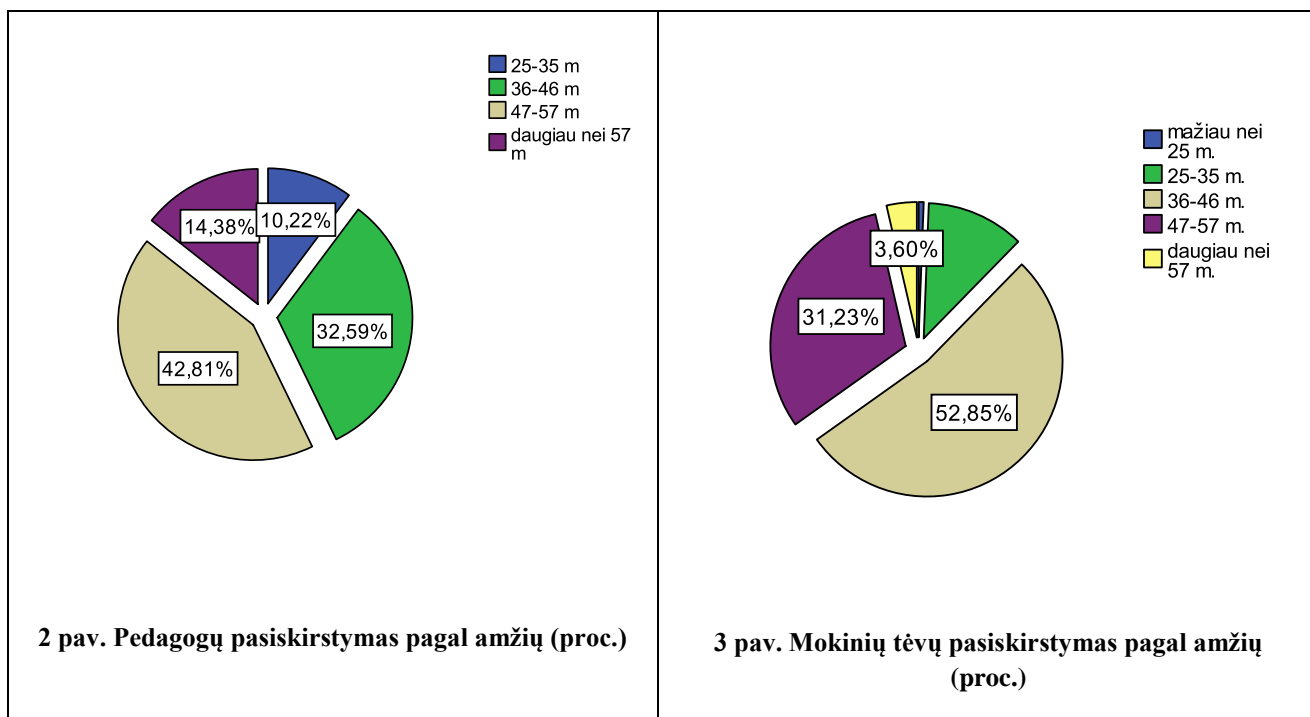 25-35 m
36-46 m
47-57 m
daugiau nei 57
m
14,38%
10,22%
32,59%
42,81%
2 pav. Pedagogų pasiskirstymas pagal amžių (proc.)
mažiau nei
25 m.
25-35 m.
36-46 m.
47-57 m.
daugiau nei
57 m.
3,60%
31,23%
52,85%
3 pav. Mokinių tėvų pasiskirstymas pagal amžių
(proc.)